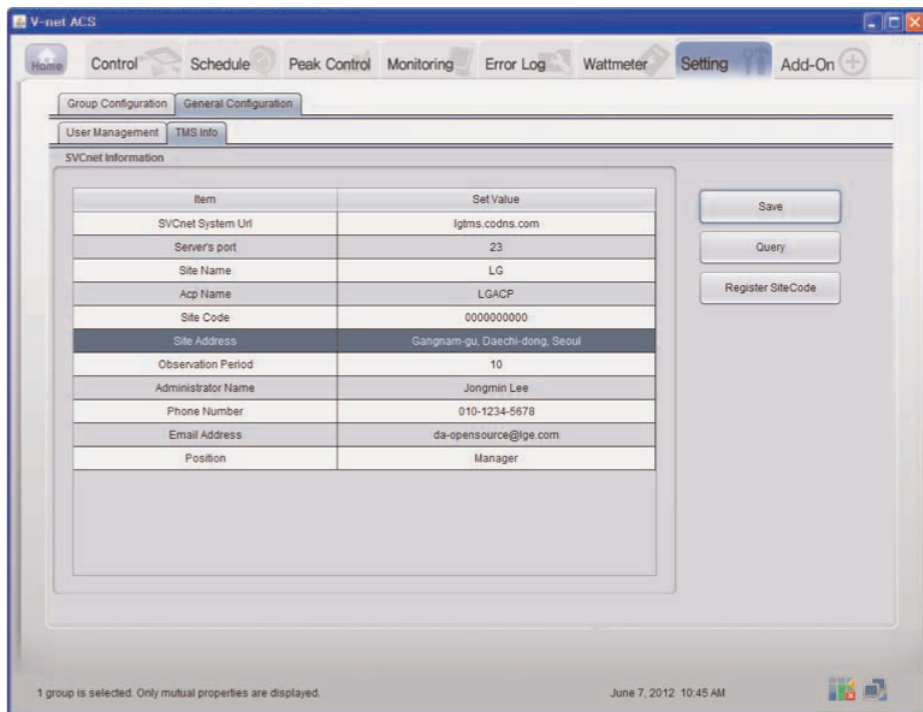 V-net ACS
Home Control Schedule Peak Control Monitoring Error Log Wattmeter Setting Add-On
Group Configuration General Configuration
User Management TMS Info
SVCnet Information
Item Set Value
SVCnet System Url lgtms.codns.com
Server's port 23
Site Name LG
Acp Name LGACP
Site Code 0000000000
Site Address Gangnam-gu, Daechi-dong, Seoul
Observation Period 10
Administrator Name Jongmin Lee
Phone Number 010-1234-5678
Email Address da-opensource@lge.com
Position Manager
Save
Query
Register SiteCode
1 group is selected. Only mutual properties are displayed. June 7, 2012 10:45 AM